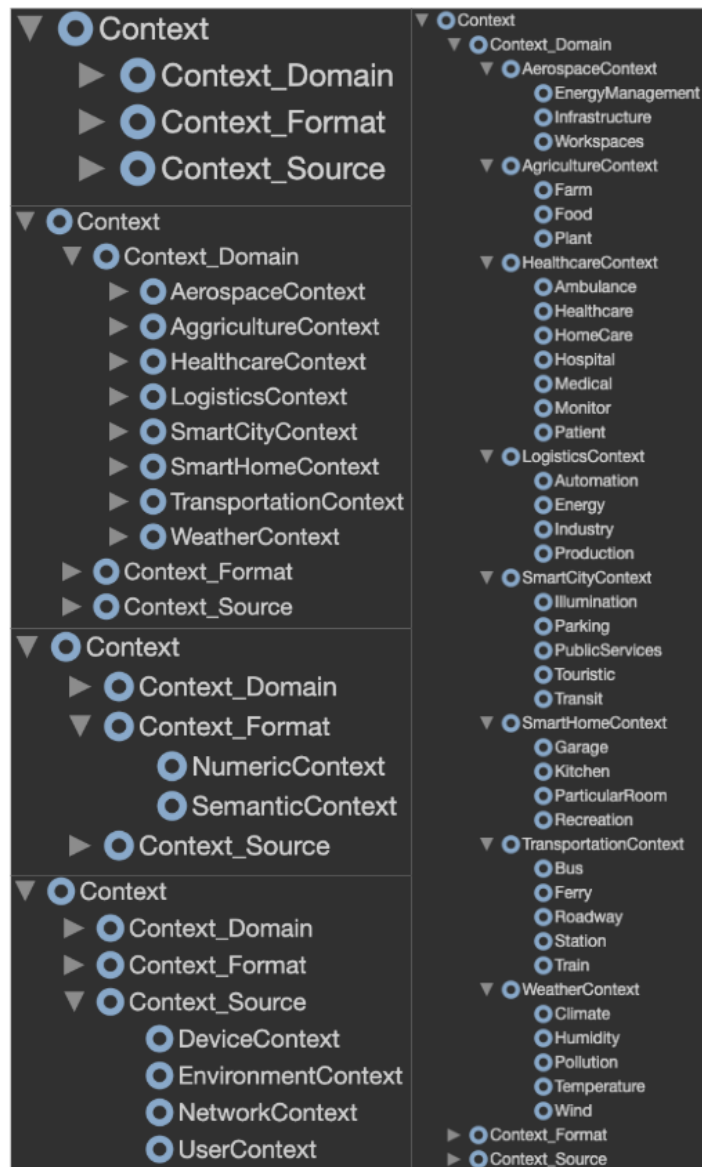 Context
Context_Domain
Context_Format
Context_Source
Context
Context_Domain
AerospaceContext
AggricultureContext
HealthcareContext
LogisticsContext
SmartCityContext
SmartHomeContext
TransportationContext
WeatherContext
Context_Format
Context_Source
Context
Context_Domain
Context_Format
NumericContext
SemanticContext
Context_Source
Context
Context_Domain
Context_Format
Context_Source
DeviceContext
EnvironmentContext
NetworkContext
UserContext
Context
Context_Domain
AerospaceContext
EnergyManagement
Infrastructure
Workspaces
AgricultureContext
Farm
Food
Plant
HealthcareContext
Ambulance
Healthcare
HomeCare
Hospital
Medical
Monitor
Patient
LogisticsContext
Automation
Energy
Industry
Production
SmartCityContext
Illumination
Parking
PublicServices
Touristic
Transit
SmartHomeContext
Garage
Kitchen
ParticularRoom
Recreation
TransportationContext
Bus
Ferry
Roadway
Station
Train
WeatherContext
Climate
Humidity
Pollution
Temperature
Wind
Context_Format
Context_Source